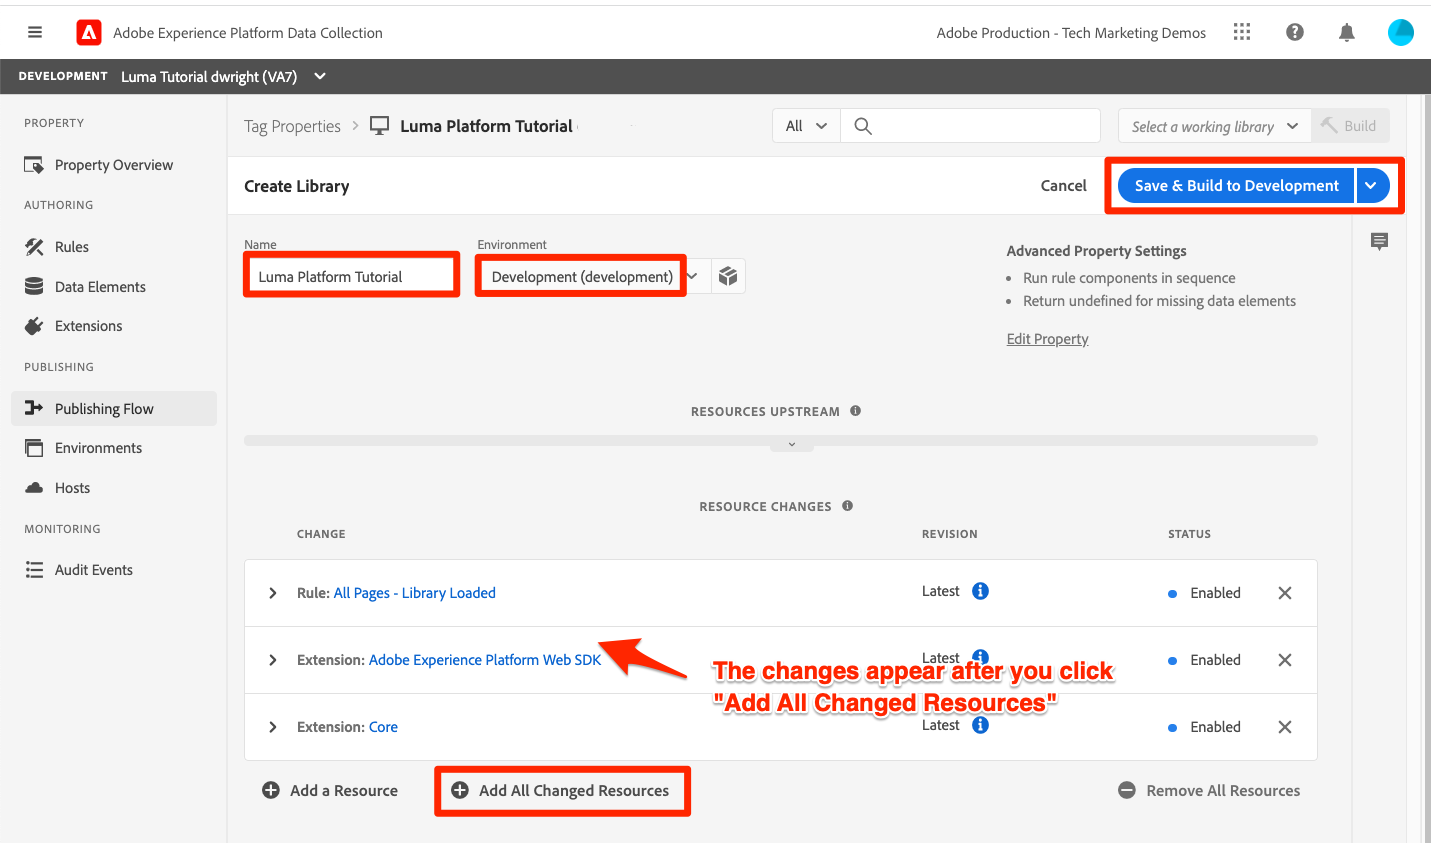 Adobe Experience Platform Data Collection
Adobe Production - Tech Marketing Demos
DEVELOPMENT Luma Tutorial dwright (VA7)
PROPERTY
Property Overview
AUTHORING
Rules
Data Elements
Extensions
PUBLISHING
Publishing Flow
Environments
Hosts
MONITORING
Audit Events
Tag Properties > Luma Platform Tutorial
All
Select a working library
Build
Create Library
Cancel
Save & Build to Development
Name
Luma Platform Tutorial
Environment
Development (development)
Advanced Property Settings
• Run rule components in sequence
• Return undefined for missing data elements
Edit Property
RESOURCES UPSTREAM
RESOURCE CHANGES
CHANGE REVISION STATUS
Rule: All Pages - Library Loaded Latest Enabled
Extension: Adobe Experience Platform Web SDK Latest Enabled
The changes appear after you click
"Add All Changed Resources"
Extension: Core Latest Enabled
Add a Resource
Add All Changed Resources
Remove All Resources